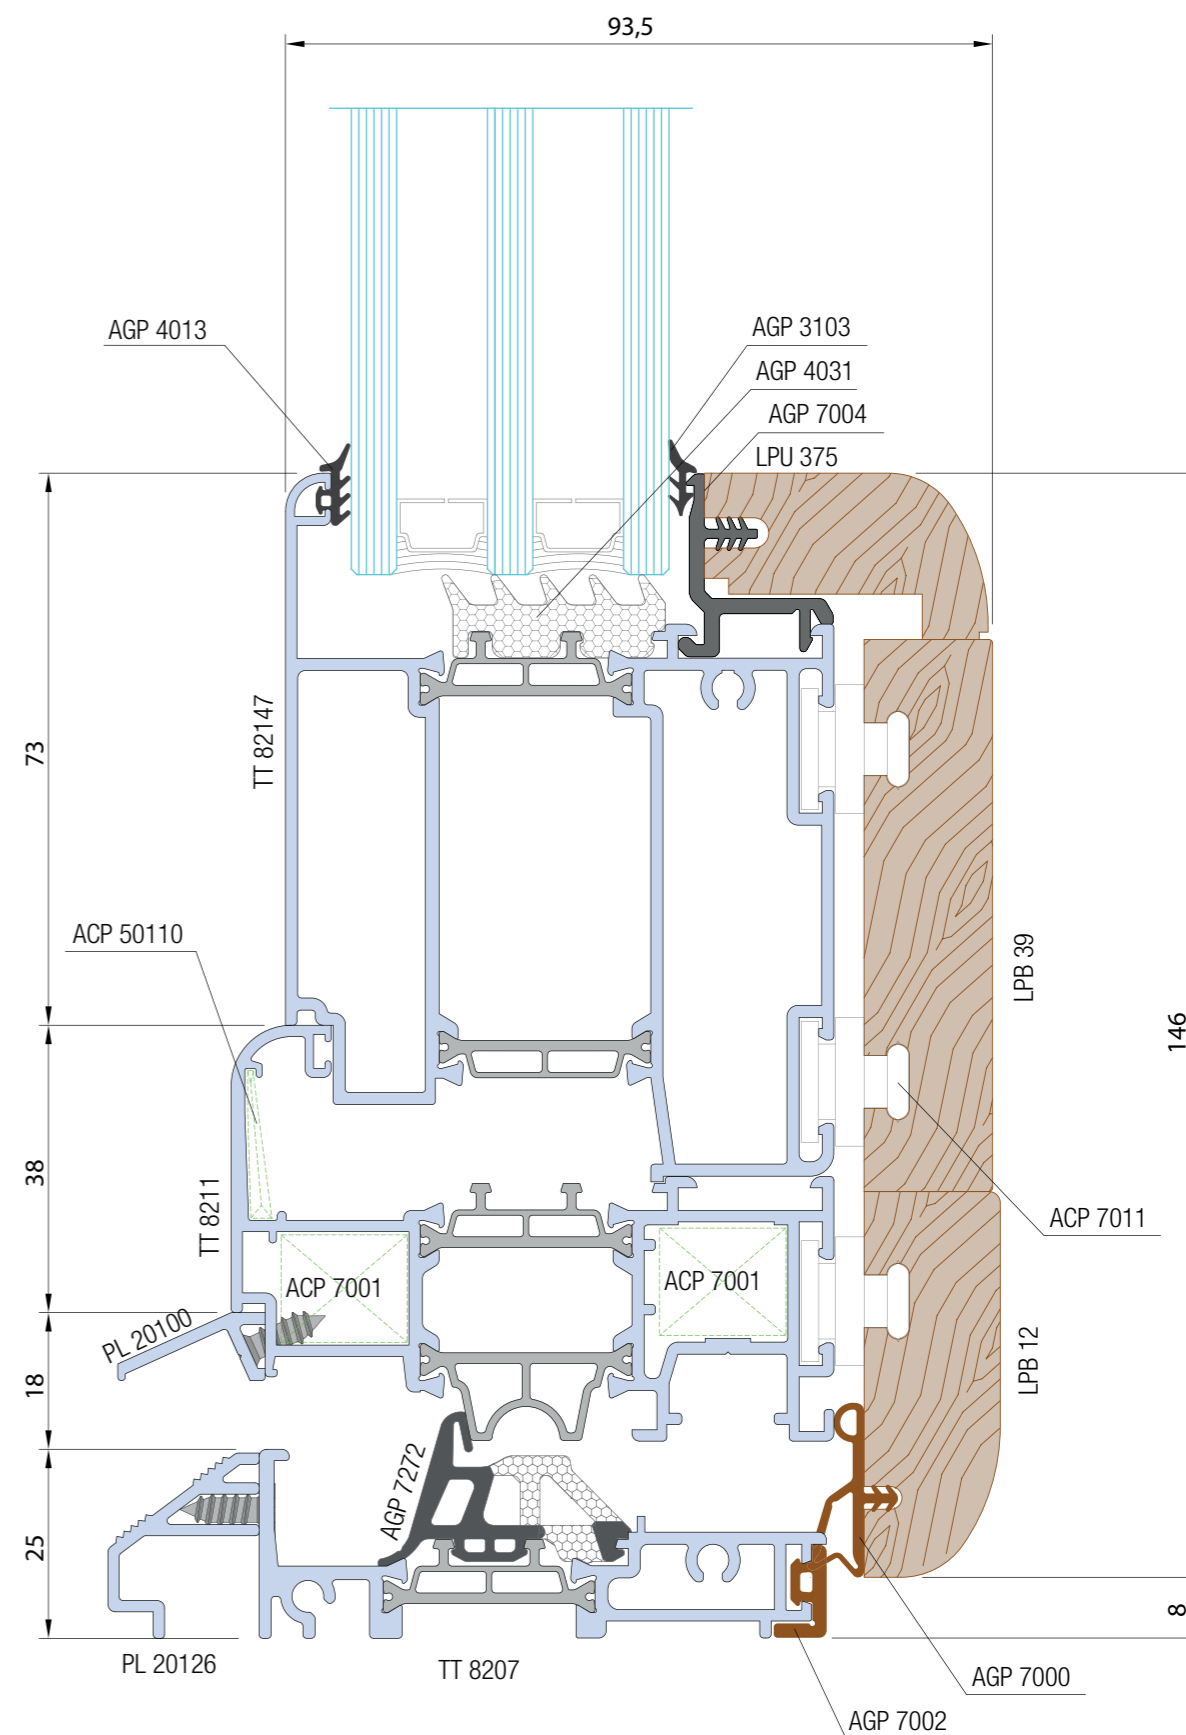 93,5
AGP 4013
AGP 3103
AGP 4031
AGP 7004
LPU 375
TT 82147
73
ACP 50110
LPB 39
146
38
TT 8211
ACP 7011
ACP 7001
ACP 7001
PL 20100
LPB 12
18
AGP 7272
25
8
PL 20126
TT 8207
AGP 7000
AGP 7002